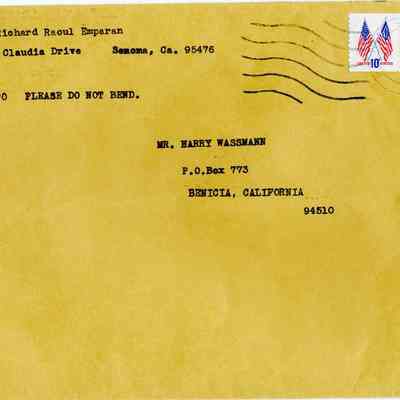 Richard Raoul Emparan
Claudia Drive Sonoma, Ca. 95476
PLEASE DO NOT BEND.
MR. HARRY WASSMANN
P.O.Box 773
BENICIA, CALIFORNIA
94510
10c